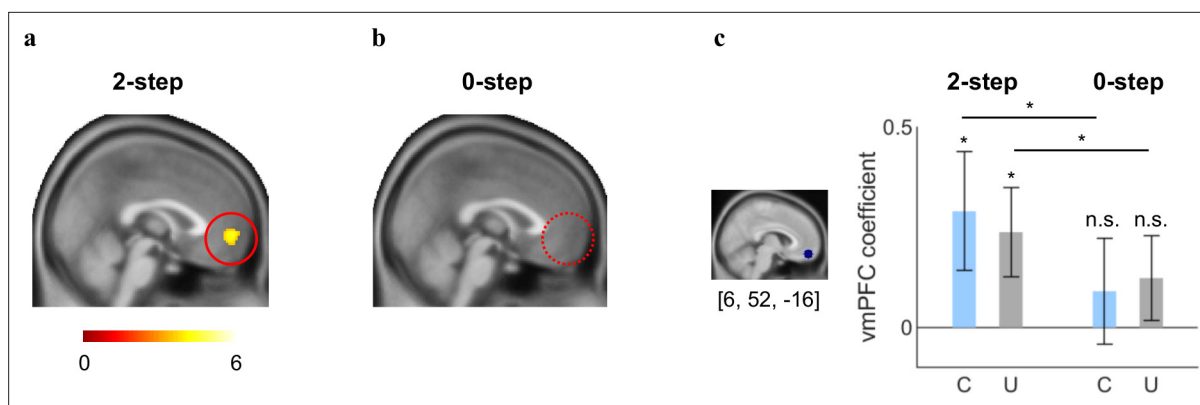 a
2-step
0
6
b
0-step
c
[6, 52, -16]
2-step
0-step
*
*
*
*
n.s.
n.s.
0.5
0
vmPFC coefficient
C
U
C
U